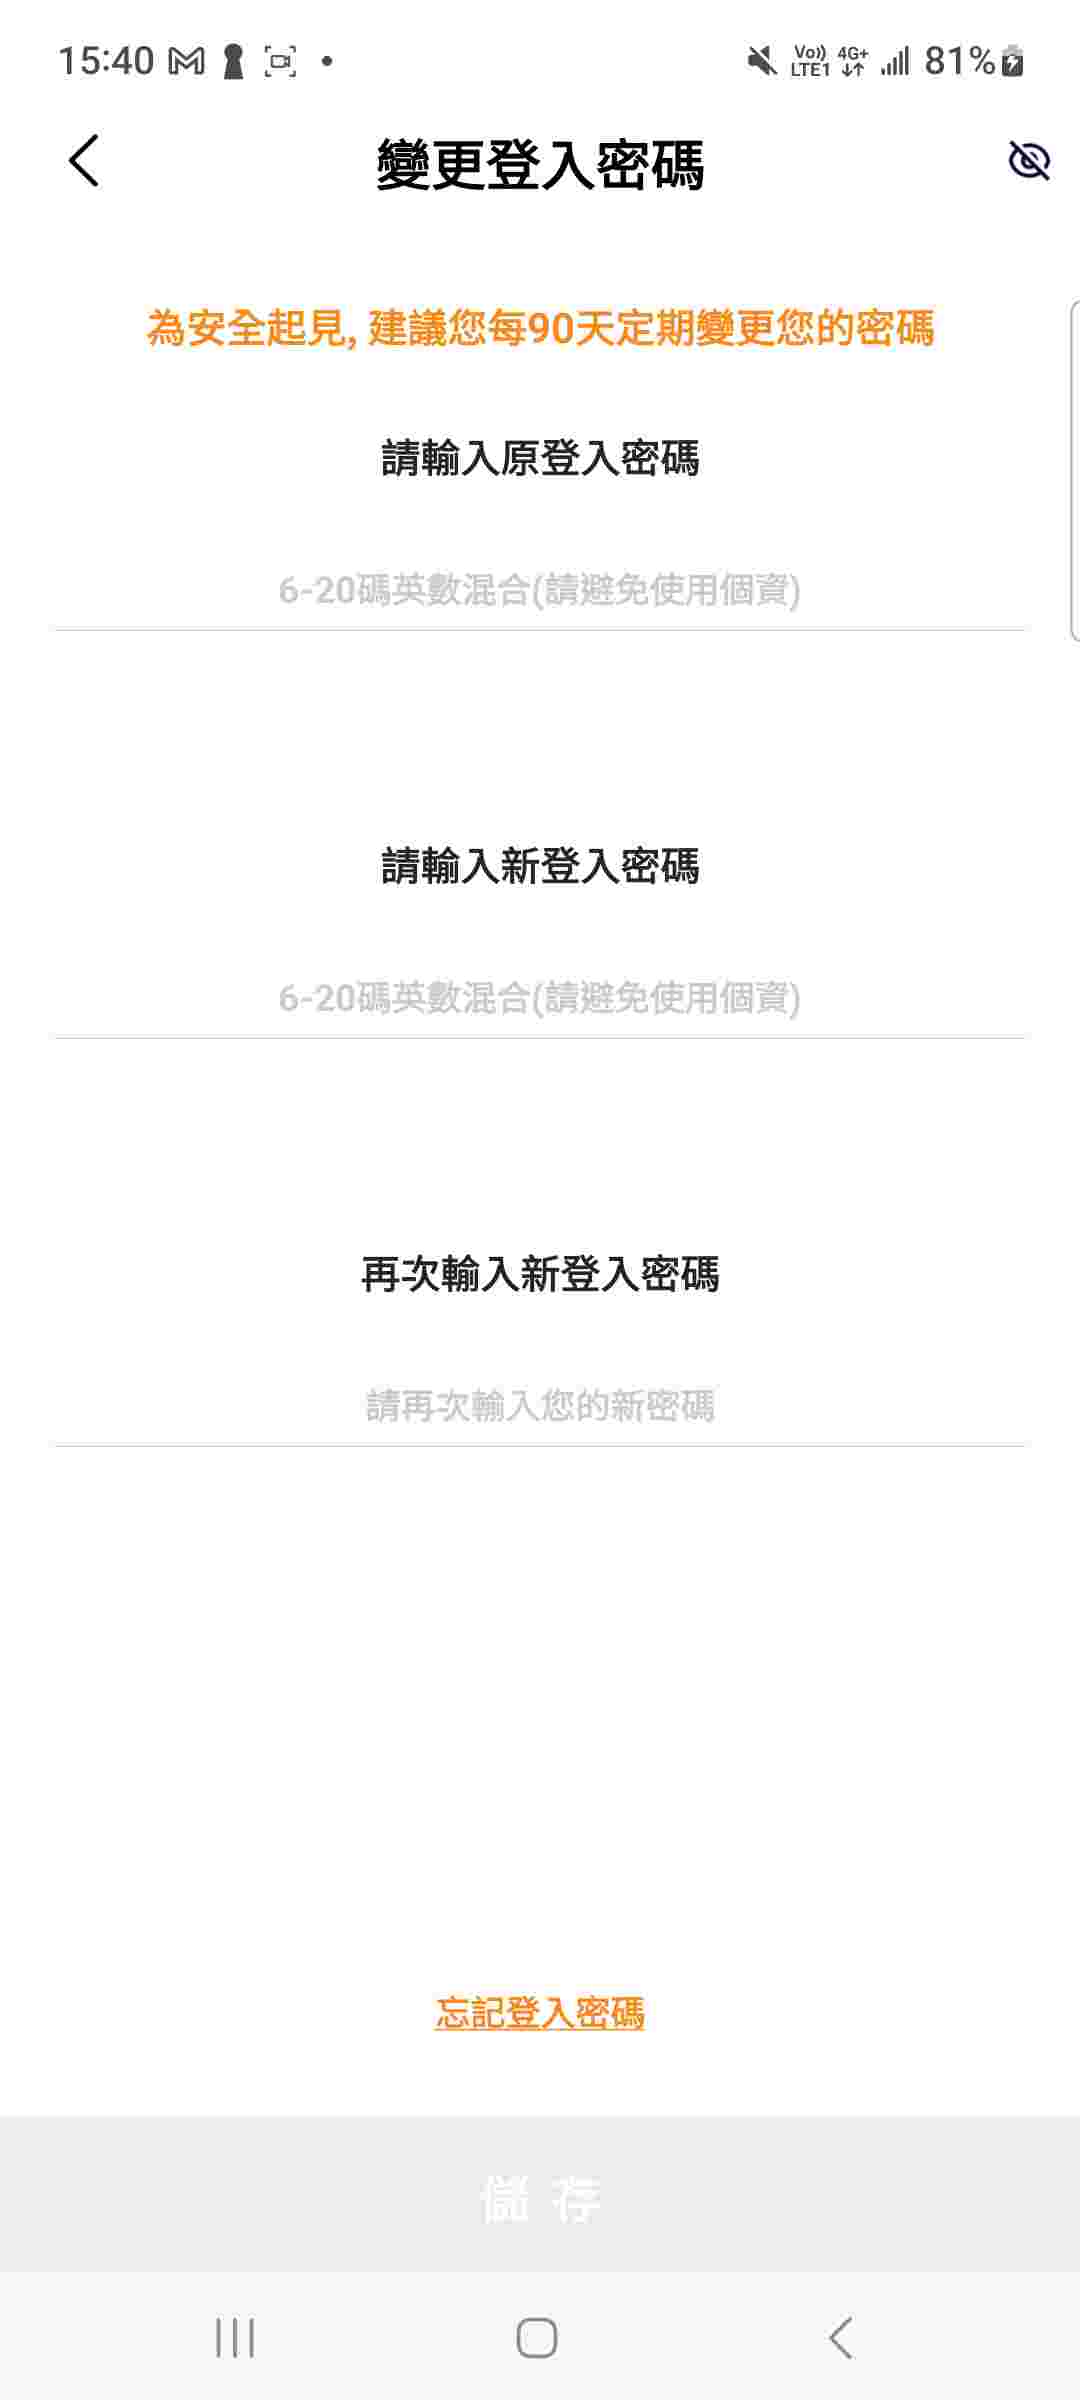 15:40
Vo)) LTE1 4G+ 81%
變更登入密碼
為安全起見, 建議您每90天定期變更您的密碼
請輸入原登入密碼
6-20碼英數混合(請避免使用個資)
請輸入新登入密碼
6-20碼英數混合(請避免使用個資)
再次輸入新登入密碼
請再次輸入您的新密碼
忘記登入密碼
儲 存